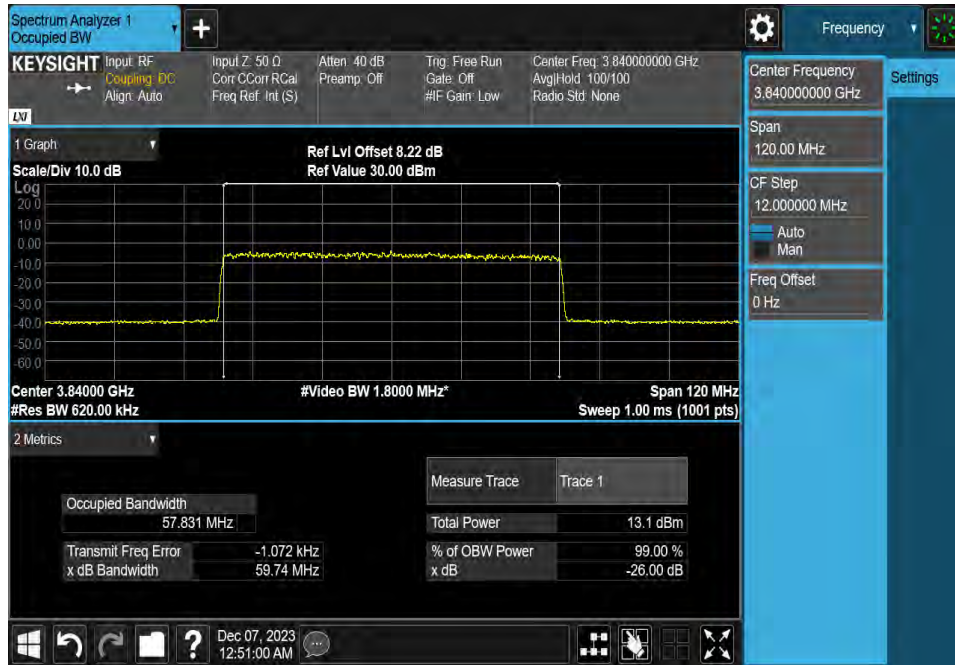 Spectrum Analyzer 1
Occupied BW
Frequency
KEYSIGHT
Input: RF
Coupling: DC
Align: Auto
Input Z: 50 Ω
Corr CCorr RCal
Freq Ref: Int (S)
Atten: 40 dB
Preamp: Off
Trig: Free Run
Gate: Off
#IF Gain: Low
Center Freq: 3.840000000 GHz
Avg|Hold: 100/100
Radio Std: None
LXI
Center Frequency
3.840000000 GHz
Settings
Span
120.00 MHz
CF Step
12.000000 MHz
Auto
Man
Freq Offset
0 Hz
1 Graph
Scale/Div 10.0 dB
Ref Lvl Offset 8.22 dB
Ref Value 30.00 dBm
Log
20.0
10.0
0.00
-10.0
-20.0
-30.0
-40.0
-50.0
-60.0
Center 3.84000 GHz
#Video BW 1.8000 MHz*
Span 120 MHz
#Res BW 620.00 kHz
Sweep 1.00 ms (1001 pts)
2 Metrics
Measure Trace
Trace 1
Occupied Bandwidth
57.831 MHz
Total Power
13.1 dBm
Transmit Freq Error
-1.072 kHz
% of OBW Power
99.00 %
x dB Bandwidth
59.74 MHz
x dB
-26.00 dB
?
Dec 07, 2023
12:51:00 AM